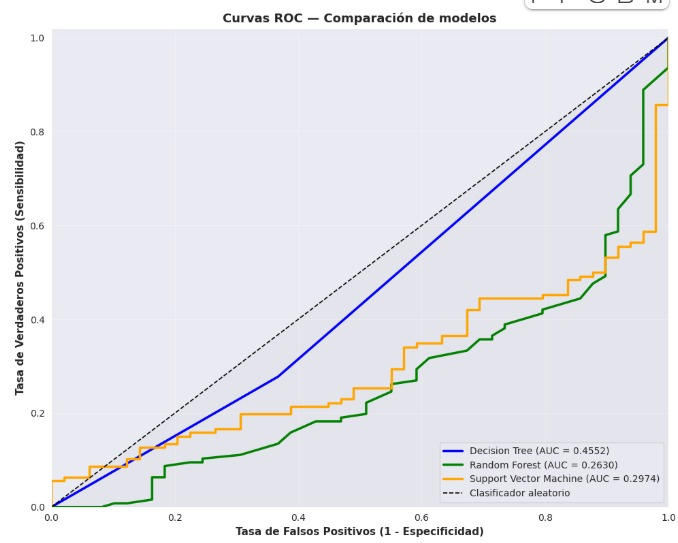 Curvas ROC — Comparación de modelos
Tasa de Verdaderos Positivos (Sensibilidad)
1.0
0.8
0.6
0.4
0.2
0.0
0.0 0.2 0.4 0.6 0.8 1.0
Tasa de Falsos Positivos (1 - Especificidad)
Decision Tree (AUC = 0.4552)
Random Forest (AUC = 0.2630)
Support Vector Machine (AUC = 0.2974)
Clasificador aleatorio